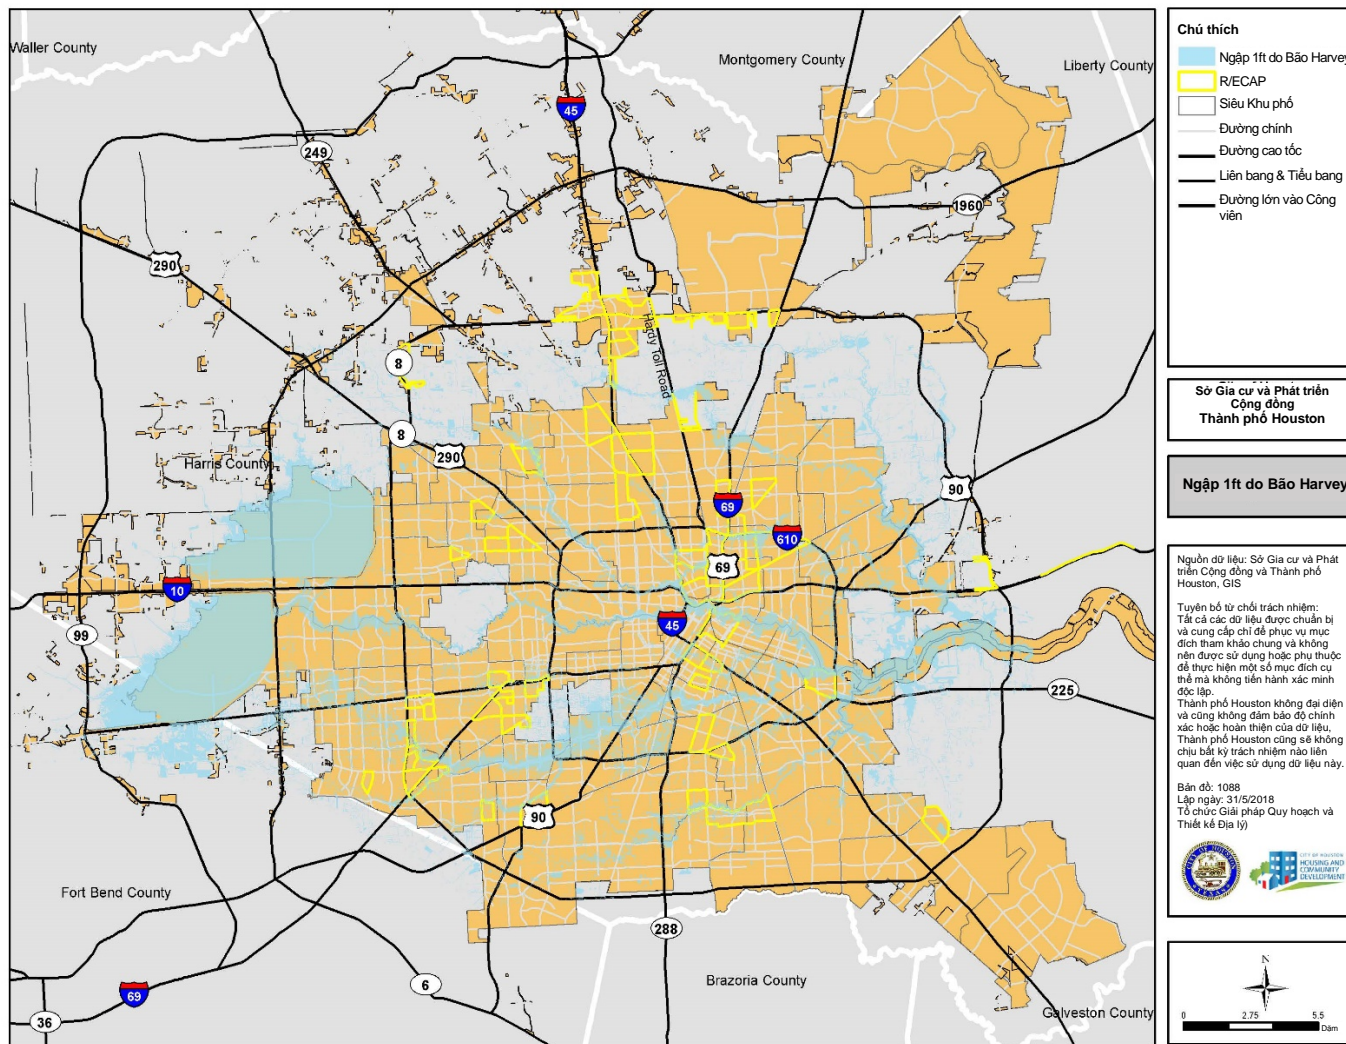 Waller County
Montgomery County
Liberty County
45
249
1960
290
Hardy Toll Road
8
8
290
Harris County
90
69
610
69
10
45
99
225
90
Fort Bend County
288
Brazoria County
6
69
36
Galveston County
Chú thích
Ngập 1ft do Bão Harvey
R/ECAP
Siêu Khu phố
Đường chính
Đường cao tốc
Liên bang & Tiểu bang
Đường lớn vào Công
viên
Sở Gia cư và Phát triển
Cộng đồng
Thành phố Houston
Ngập 1ft do Bão Harvey
Nguồn dữ liệu: Sở Gia cư và Phát
triển Cộng đồng và Thành phố
Houston, GIS
Tuyên bố từ chối trách nhiệm:
Tất cả các dữ liệu được chuẩn bị
và cung cấp chỉ để phục vụ mục
đích tham khảo chung và không
nên được sử dụng hoặc phụ thuộc
để thực hiện một số mục đích cụ
thể mà không tiến hành xác minh
độc lập.
Thành phố Houston không đại diện
và cũng không đảm bảo độ chính
xác hoặc hoàn thiện của dữ liệu,
Thành phố Houston cũng sẽ không
chịu bất kỳ trách nhiệm nào liên
quan đến việc sử dụng dữ liệu này.
Bản đồ: 1088
Lập ngày: 31/5/2018
Tổ chức Giải pháp Quy hoạch và
Thiết kế Địa lý)
CITY OF HOUSTON
TEXAS
CITY OF HOUSTON
HOUSING AND
COMMUNITY
DEVELOPMENT
N
0 2.75 5.5
Dặm